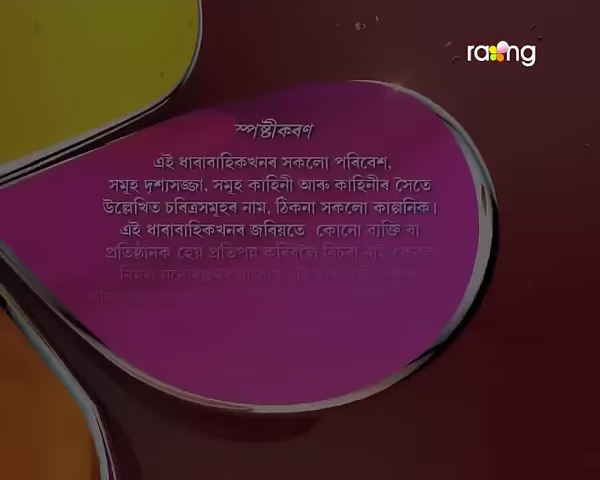 rang
স্পষ্টীকৰণ
এই ধাৰাবাহিকখনৰ সকলো পৰিবেশ,
সমূহ দৃশ্যসজ্জা, সমূহ কাহিনী আৰু কাহিনীৰ সৈতে
উল্লেখিত চৰিত্ৰসমূহৰ নাম, ঠিকনা সকলো কাল্পনিক।
এই ধাৰাবাহিকখনৰ জৰিয়তে কোনো ব্যক্তি বা
প্ৰতিষ্ঠানক হেয় প্ৰতিপন্ন কৰিবলৈ বিচৰা নাই কেৱল